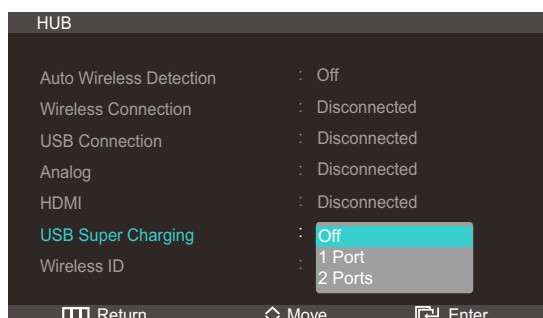 HUB
Auto Wireless Detection : Off
Wireless Connection : Disconnected
USB Connection : Disconnected
Analog : Disconnected
HDMI : Disconnected
USB Super Charging : Off
1 Port
Wireless ID :
2 Ports
Return Move Enter